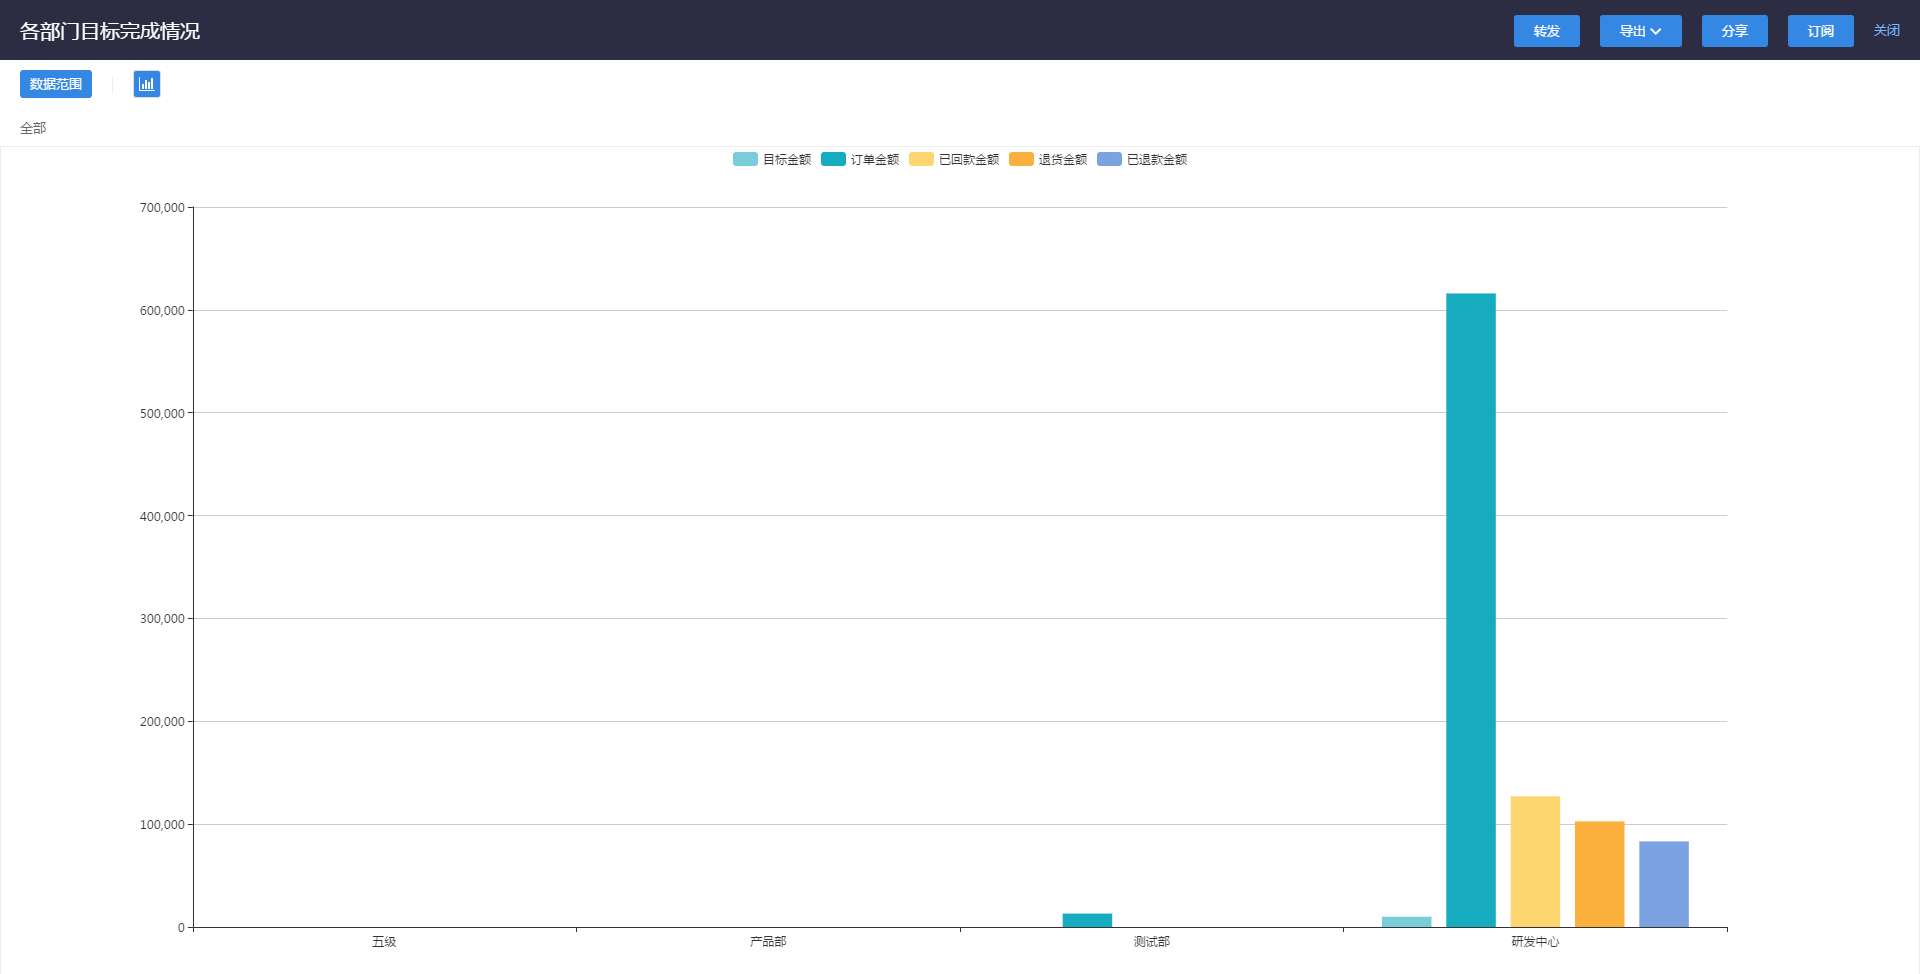 各部门目标完成情况 转发 导出 分享 订阅 关闭
数据范围
全部
目标金额 订单金额 已回款金额 退货金额 已退款金额
700,000
600,000
500,000
400,000
300,000
200,000
100,000
0
五级 产品部 测试部 研发中心